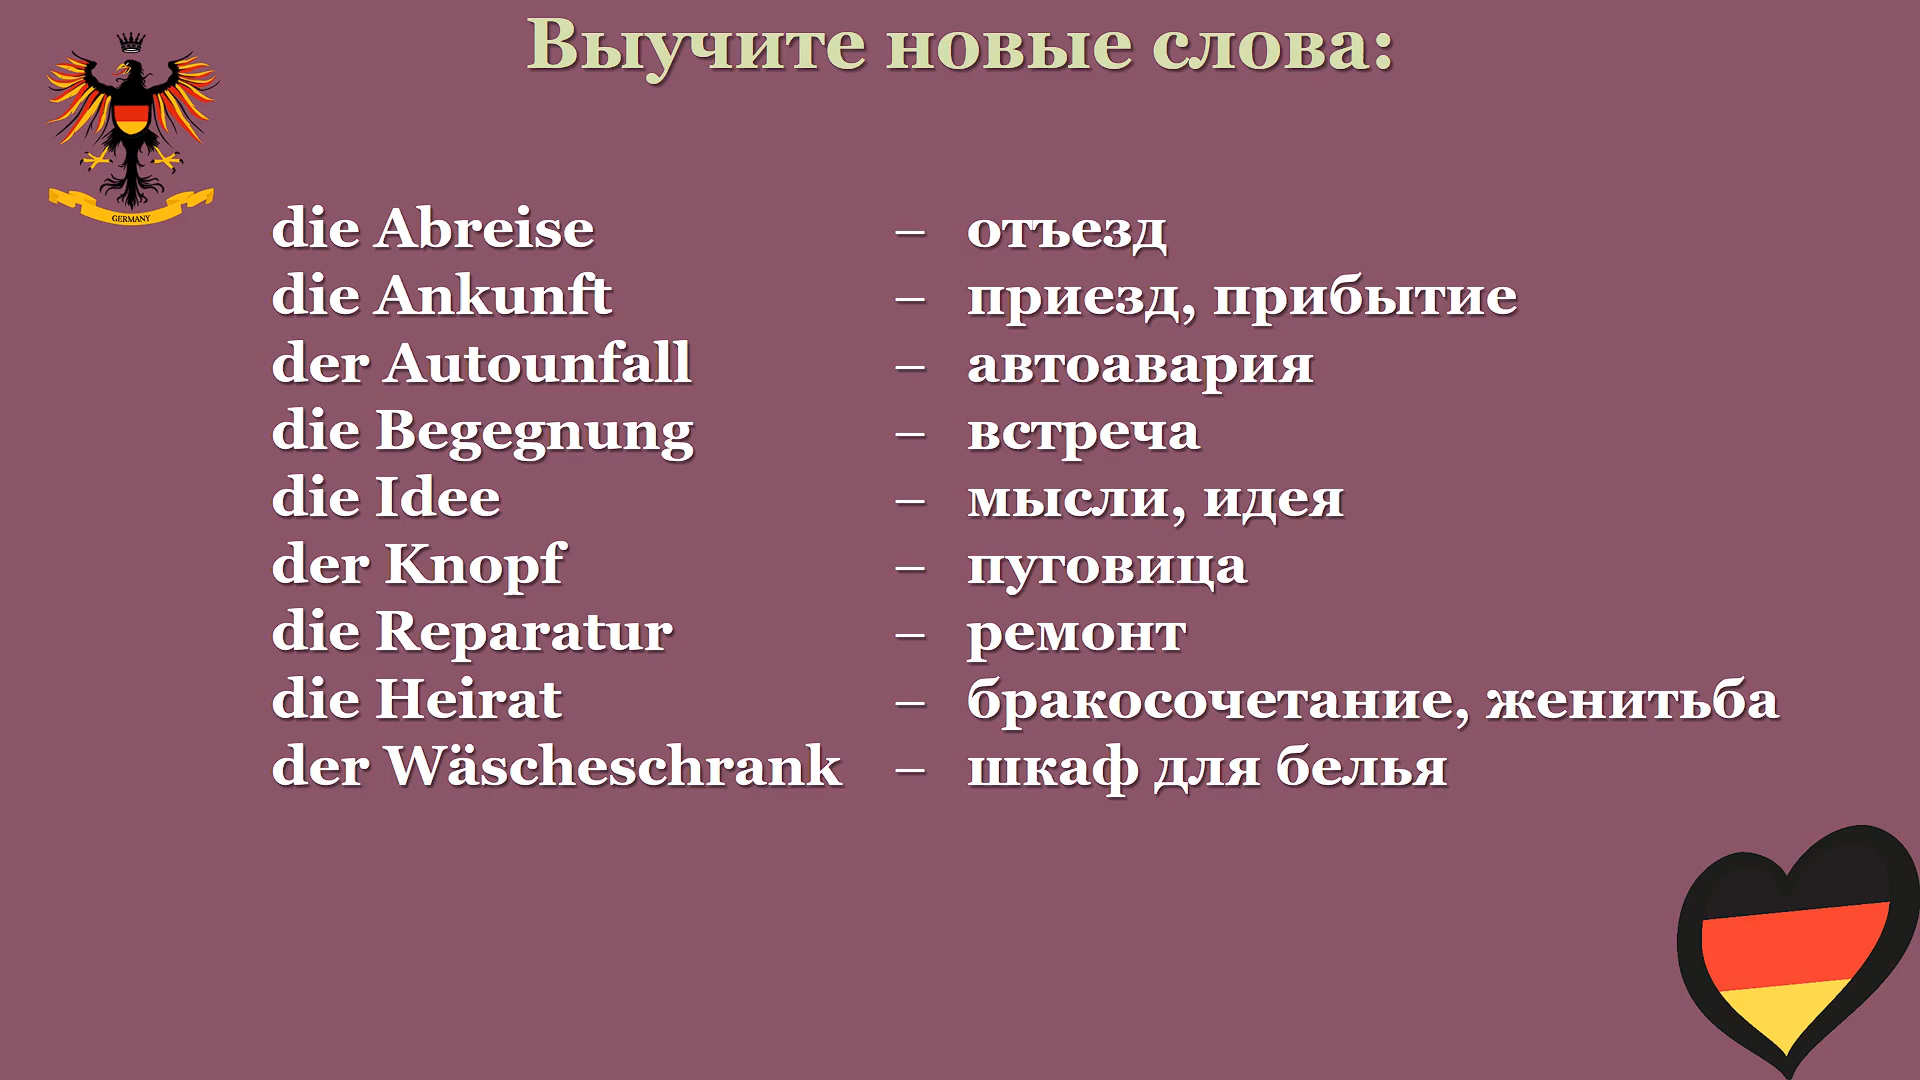 Выучите новые слова:
GERMANY
die Abreise – отъезд
die Ankunft – приезд, прибытие
der Autounfall – автоавария
die Begegnung – встреча
die Idee – мысли, идея
der Knopf – пуговица
die Reparatur – ремонт
die Heirat – бракосочетание, женитьба
der Wäscheschrank – шкаф для белья